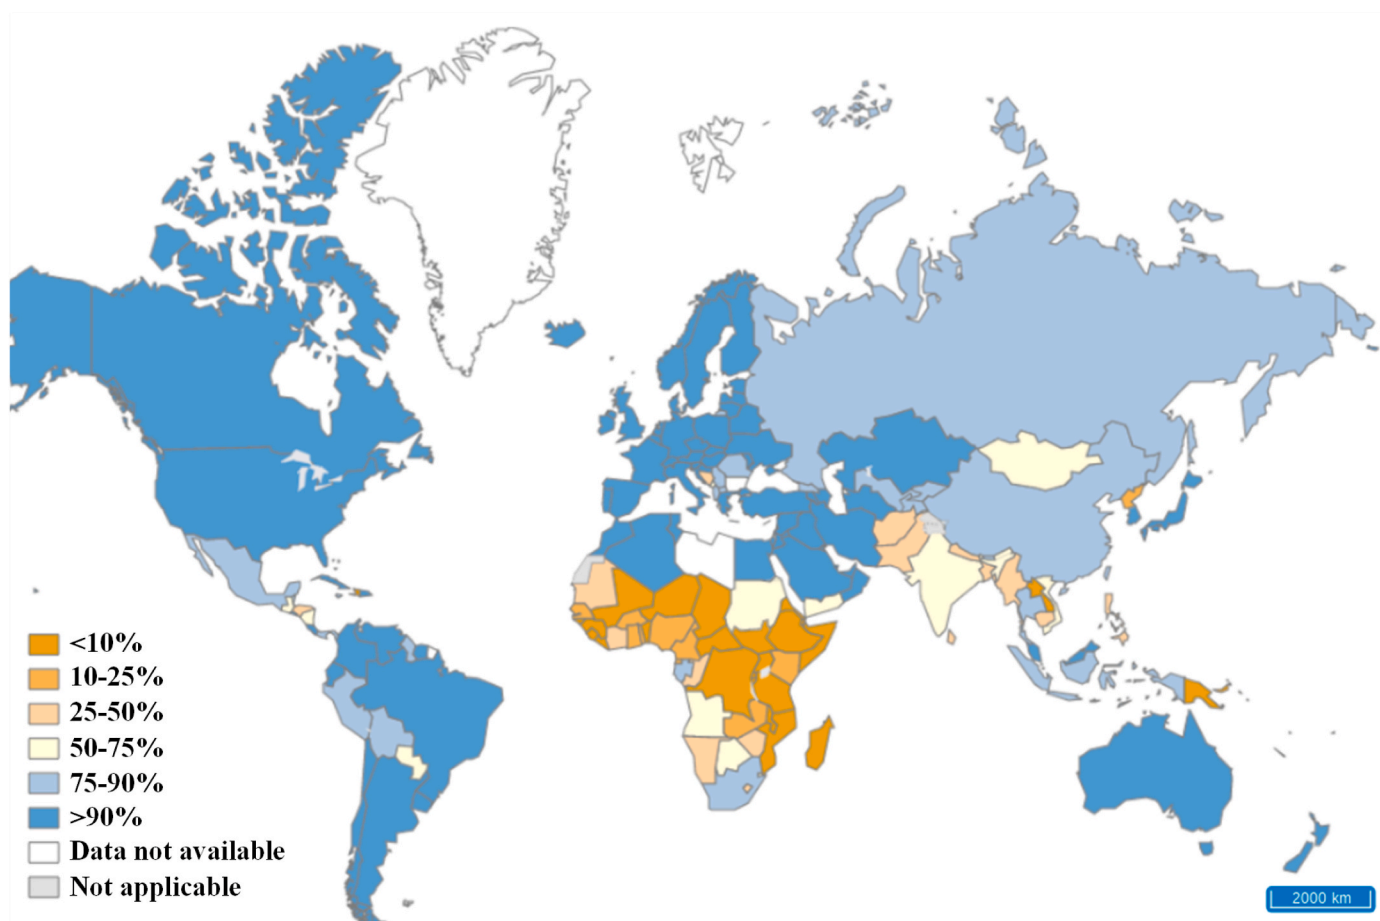 <10%
10-25%
25-50%
50-75%
75-90%
>90%
Data not available
Not applicable
2000 km